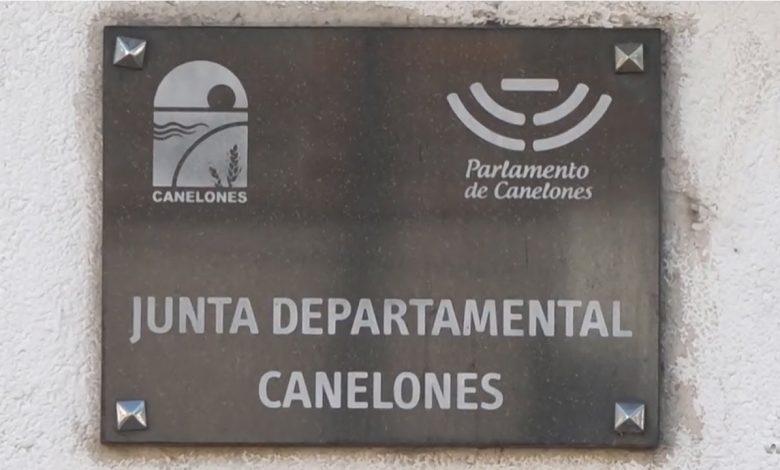 CANELONES
Parlamento
de Canelones
JUNTA DEPARTAMENTAL
CANELONES